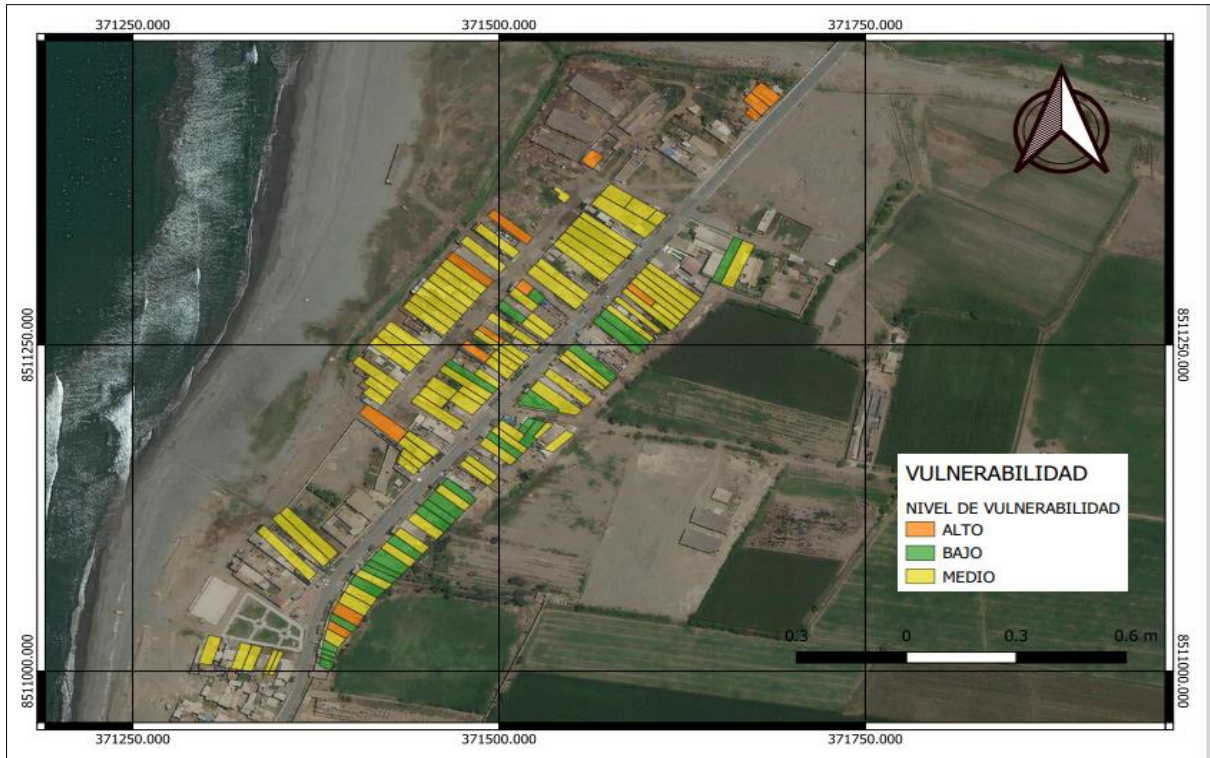 371250.000 371500.000 371750.000
8511250.000
8511250.000
VULNERABILIDAD
NIVEL DE VULNERABILIDAD
ALTO
BAJO
MEDIO
0.3 0 0.3 0.6 m
8511000.000
8511000.000
371250.000 371500.000 371750.000